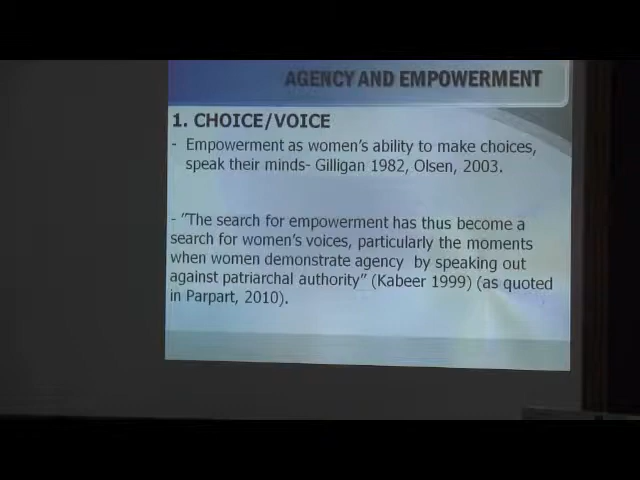 AGENCY AND EMPOWERMENT
1. CHOICE/VOICE
- Empowerment as women's ability to make choices,
speak their minds- Gilligan 1982, Olsen, 2003.
- "The search for empowerment has thus become a
search for women's voices, particularly the moments
when women demonstrate agency by speaking out
against patriarchal authority" (Kabeer 1999) (as quoted
in Parpart, 2010).